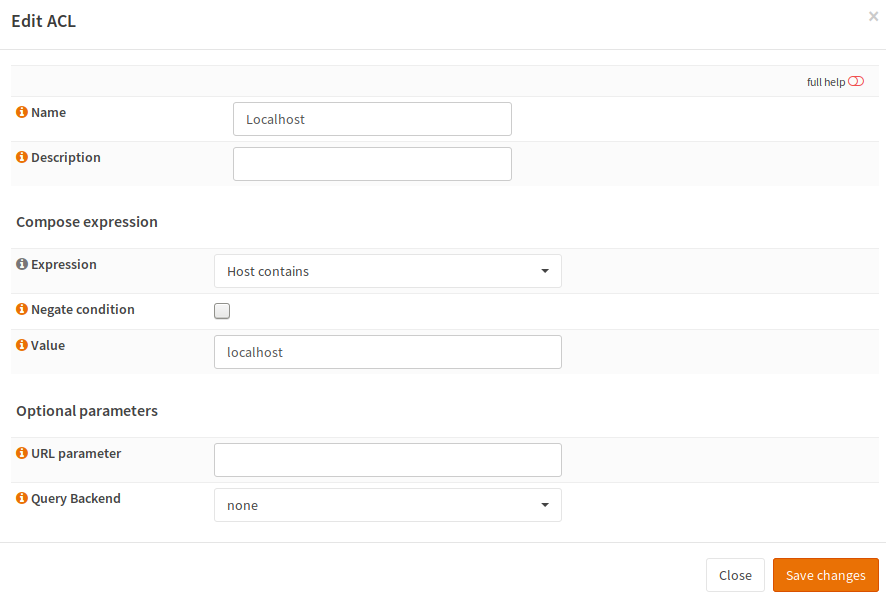 Edit ACL
×
full help
Name
Localhost
Description
Compose expression
Expression
Host contains
Negate condition
Value
localhost
Optional parameters
URL parameter
Query Backend
none
Close
Save changes